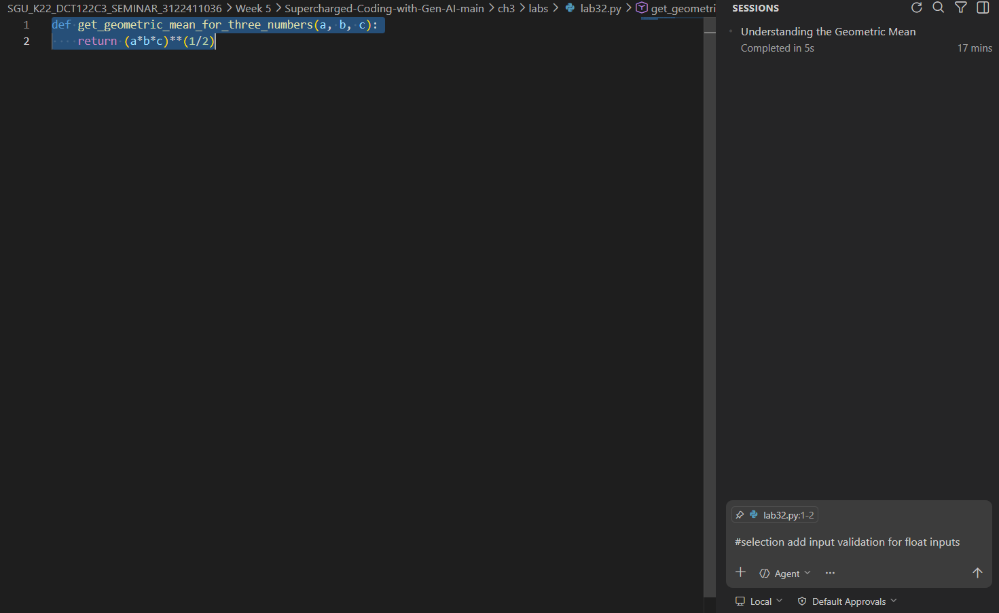 SGU_K22_DCT122C3_SEMINAR_3122411036 > Week 5 > Supercharged-Coding-with-Gen-AI-main > ch3 > labs > lab32.py > get_geometri
1 def get_geometric_mean_for_three_numbers(a, b, c):
2     return (a*b*c)**(1/2)
SESSIONS
Understanding the Geometric Mean
Completed in 5s 17 mins
lab32.py:1-2
#selection add input validation for float inputs
Agent
Local Default Approvals